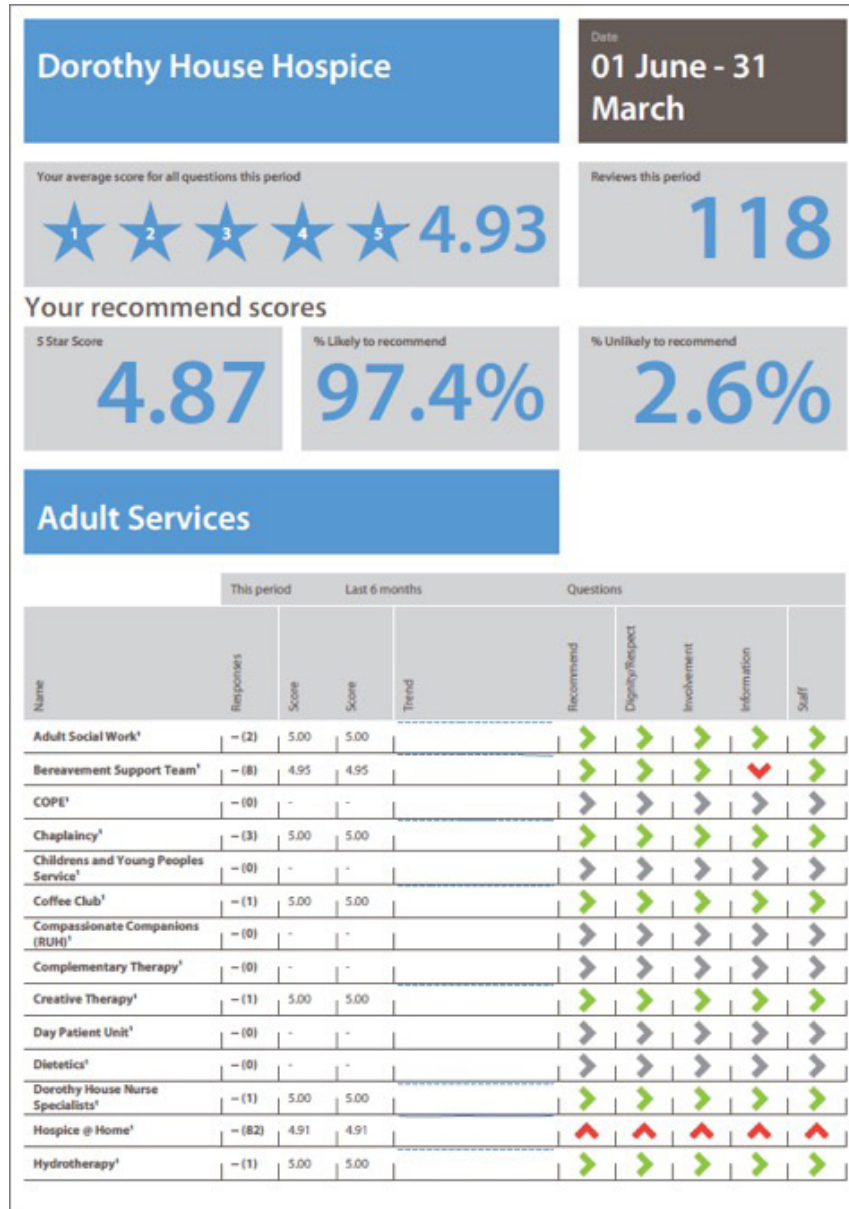 Dorothy House Hospice
Date
01 June - 31
March
Your average score for all questions this period
1 2 3 4 5 4.93
Reviews this period
118
Your recommend scores
5 Star Score
4.87
% Likely to recommend
97.4%
% Unlikely to recommend
2.6%
Adult Services
This period Last 6 months Questions
Name Responses Score Score Trend Recommend Dignity/Respect Involvement Information Staff
Adult Social Work¹ – (2) 5.00 5.00
Bereavement Support Team¹ – (8) 4.95 4.95
COPE¹ – (0) - -
Chaplaincy¹ – (3) 5.00 5.00
Childrens and Young Peoples
Service¹ – (0) - -
Coffee Club¹ – (1) 5.00 5.00
Compassionate Companions
(RUH)¹ – (0) - -
Complementary Therapy¹ – (0) - -
Creative Therapy¹ – (1) 5.00 5.00
Day Patient Unit¹ – (0) - -
Dietetics¹ – (0) - -
Dorothy House Nurse
Specialists¹ – (1) 5.00 5.00
Hospice @ Home¹ – (82) 4.91 4.91
Hydrotherapy¹ – (1) 5.00 5.00